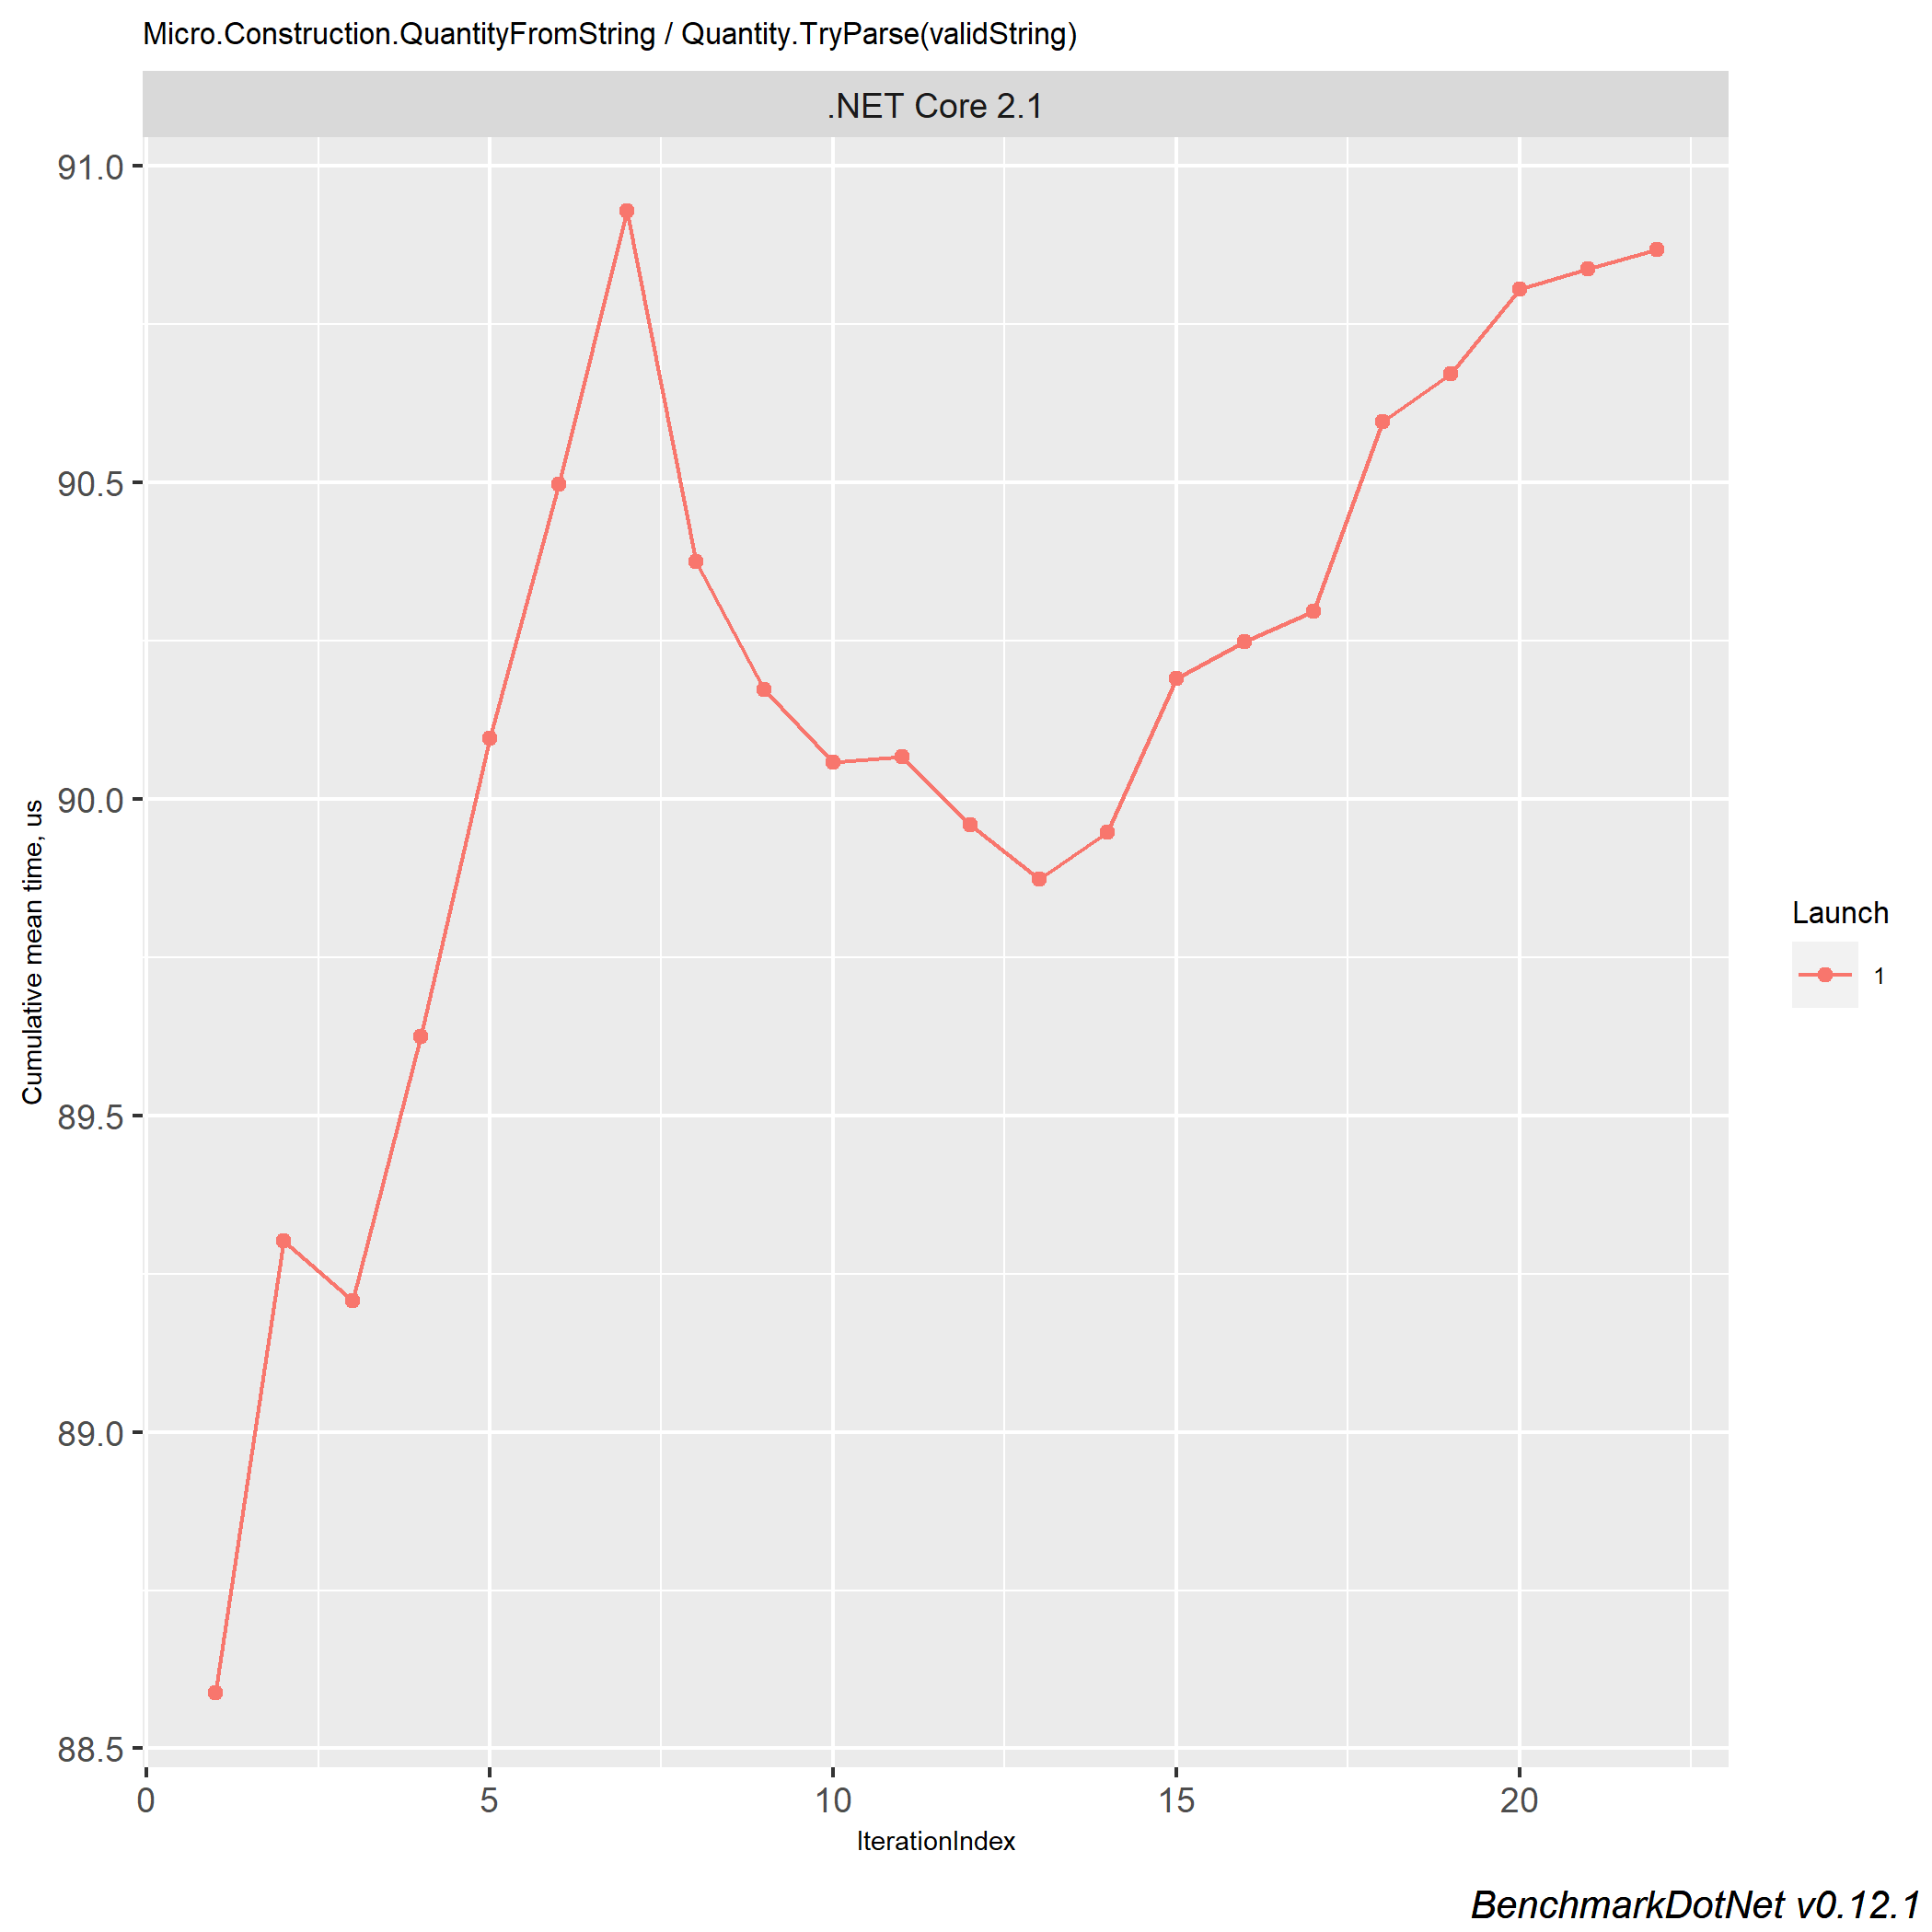 Micro.Construction.QuantityFromString / Quantity.TryParse(validString)
.NET Core 2.1
91.0
90.5
90.0
89.5
89.0
88.5
Cumulative mean time, us
0 5 10 15 20
IterationIndex
Launch
1
BenchmarkDotNet v0.12.1